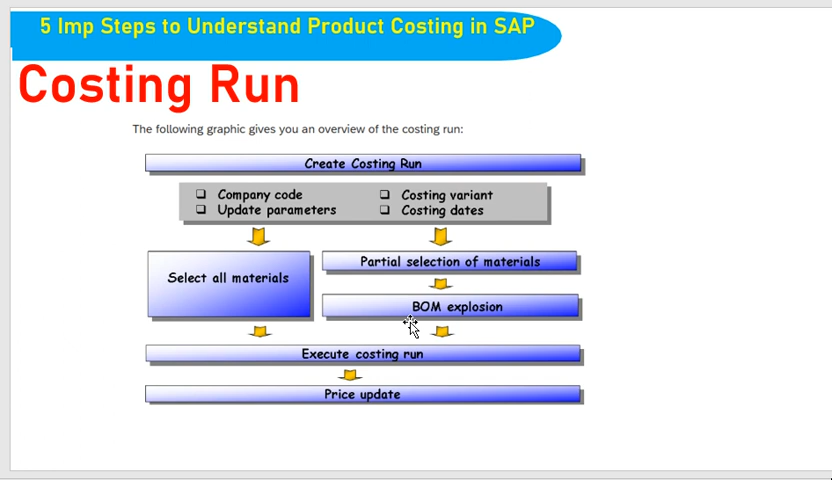 5 Imp Steps to Understand Product Costing in SAP
Costing Run
The following graphic gives you an overview of the costing run:
Create Costing Run
Company code
Costing variant
Update parameters
Costing dates
Select all materials
Partial selection of materials
BOM explosion
Execute costing run
Price update